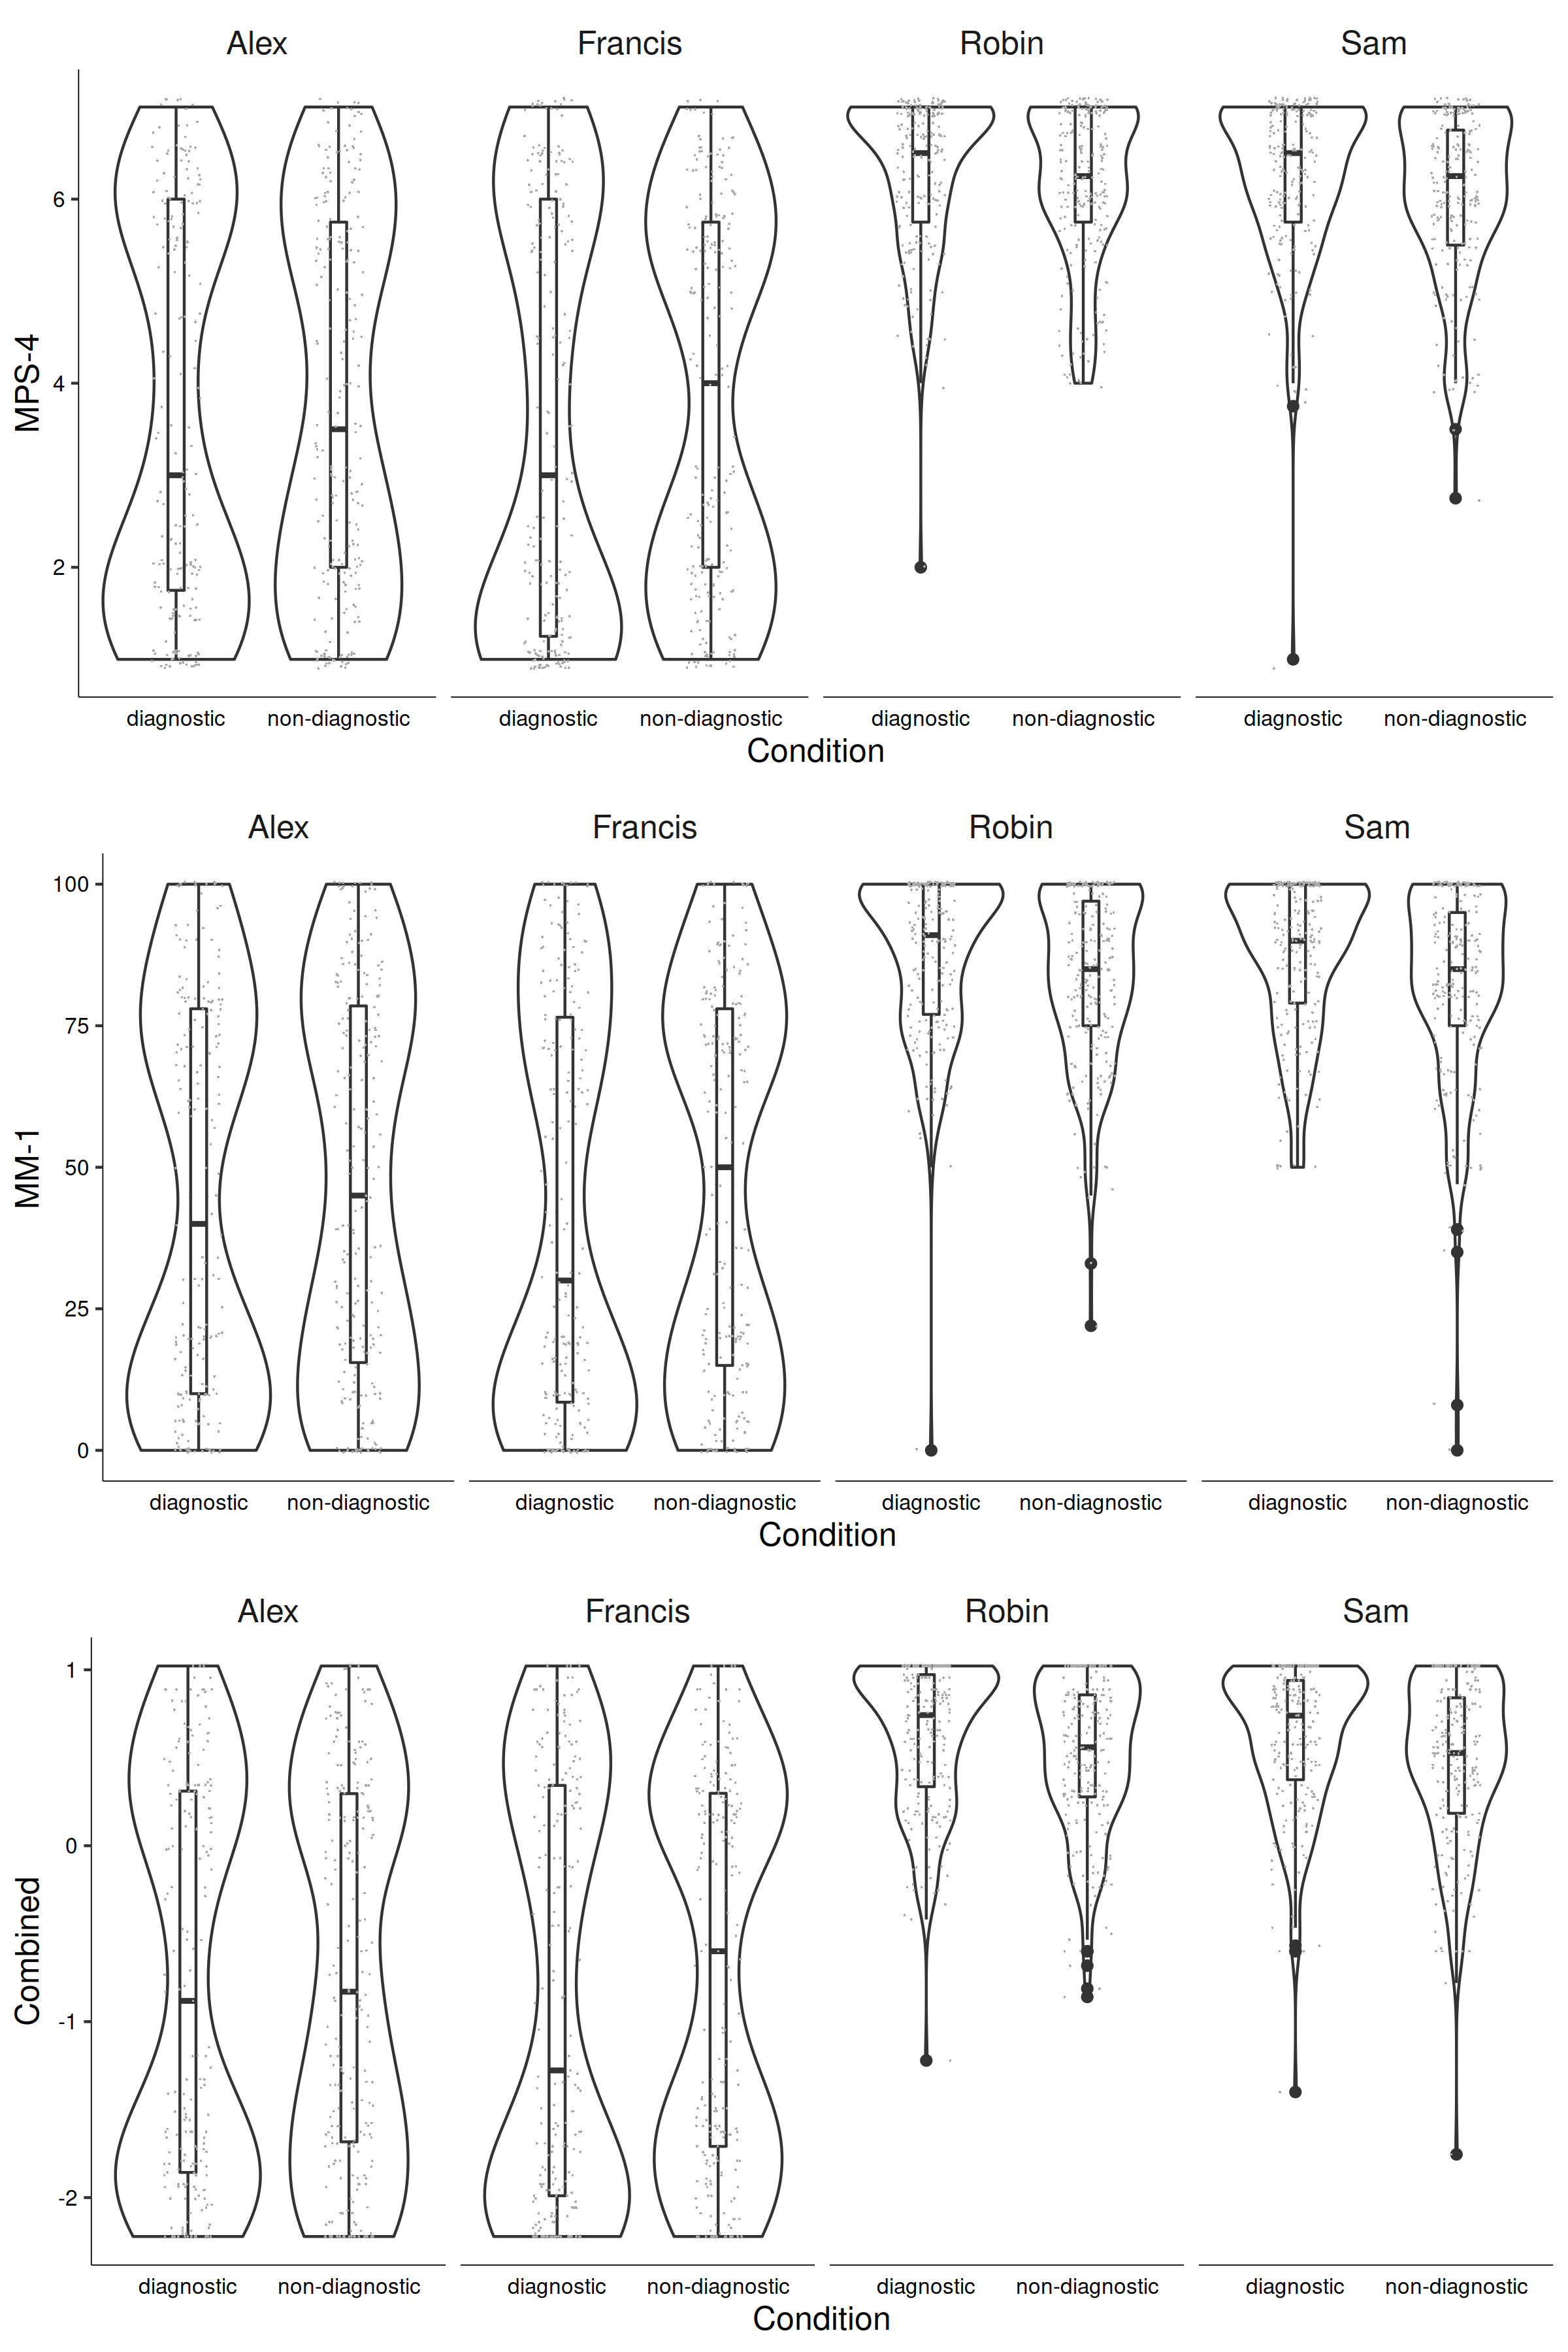 Alex Francis Robin Sam
MPS-4
6
4
2
diagnostic non-diagnostic diagnostic non-diagnostic diagnostic non-diagnostic diagnostic non-diagnostic
Condition
Alex Francis Robin Sam
MM-1
100
75
50
25
0
diagnostic non-diagnostic diagnostic non-diagnostic diagnostic non-diagnostic diagnostic non-diagnostic
Condition
Alex Francis Robin Sam
Combined
1
0
-1
-2
diagnostic non-diagnostic diagnostic non-diagnostic diagnostic non-diagnostic diagnostic non-diagnostic
Condition